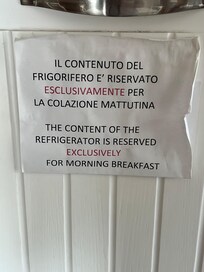 IL CONTENUTO DEL
FRIGORIFERO E' RISERVATO
ESCLUSIVAMENTE PER
LA COLAZIONE MATTUTINA
THE CONTENT OF THE
REFRIGERATOR IS RESERVED
EXCLUSIVELY
FOR MORNING BREAKFAST